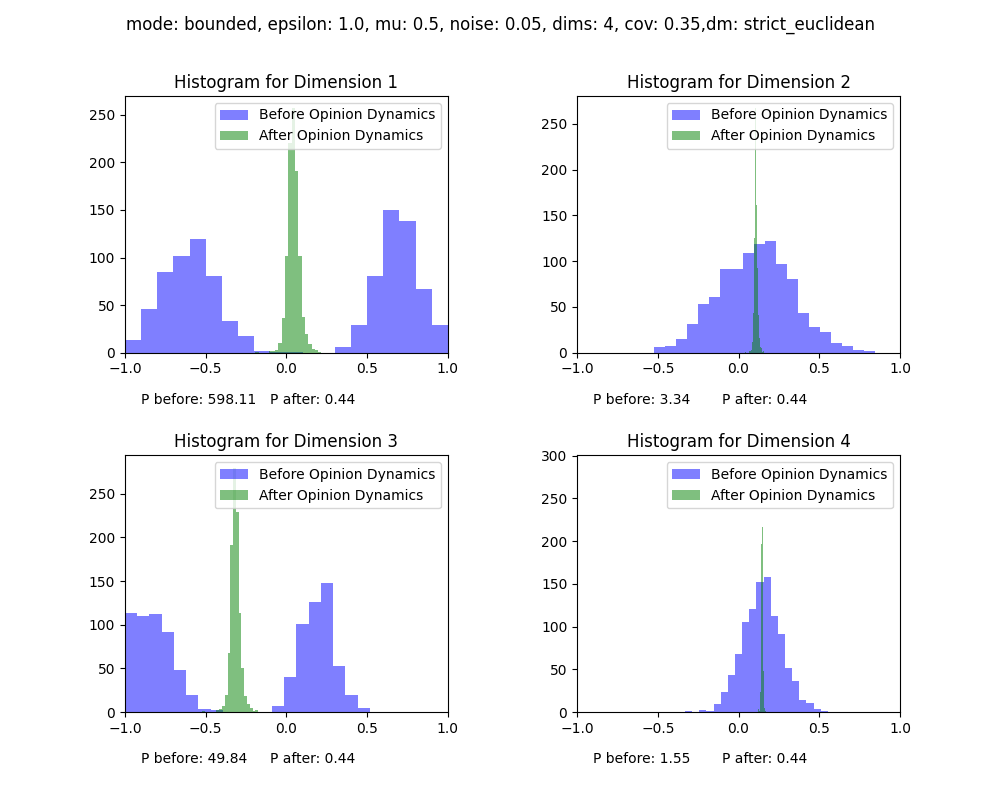 mode: bounded, epsilon: 1.0, mu: 0.5, noise: 0.05, dims: 4, cov: 0.35,dm: strict_euclidean
Histogram for Dimension 1
Before Opinion Dynamics
After Opinion Dynamics
250
200
150
100
50
0
−1.0 −0.5 0.0 0.5 1.0
P before: 598.11 P after: 0.44
Histogram for Dimension 2
Before Opinion Dynamics
After Opinion Dynamics
250
200
150
100
50
0
−1.0 −0.5 0.0 0.5 1.0
P before: 3.34 P after: 0.44
Histogram for Dimension 3
Before Opinion Dynamics
After Opinion Dynamics
250
200
150
100
50
0
−1.0 −0.5 0.0 0.5 1.0
P before: 49.84 P after: 0.44
Histogram for Dimension 4
Before Opinion Dynamics
After Opinion Dynamics
300
250
200
150
100
50
0
−1.0 −0.5 0.0 0.5 1.0
P before: 1.55 P after: 0.44